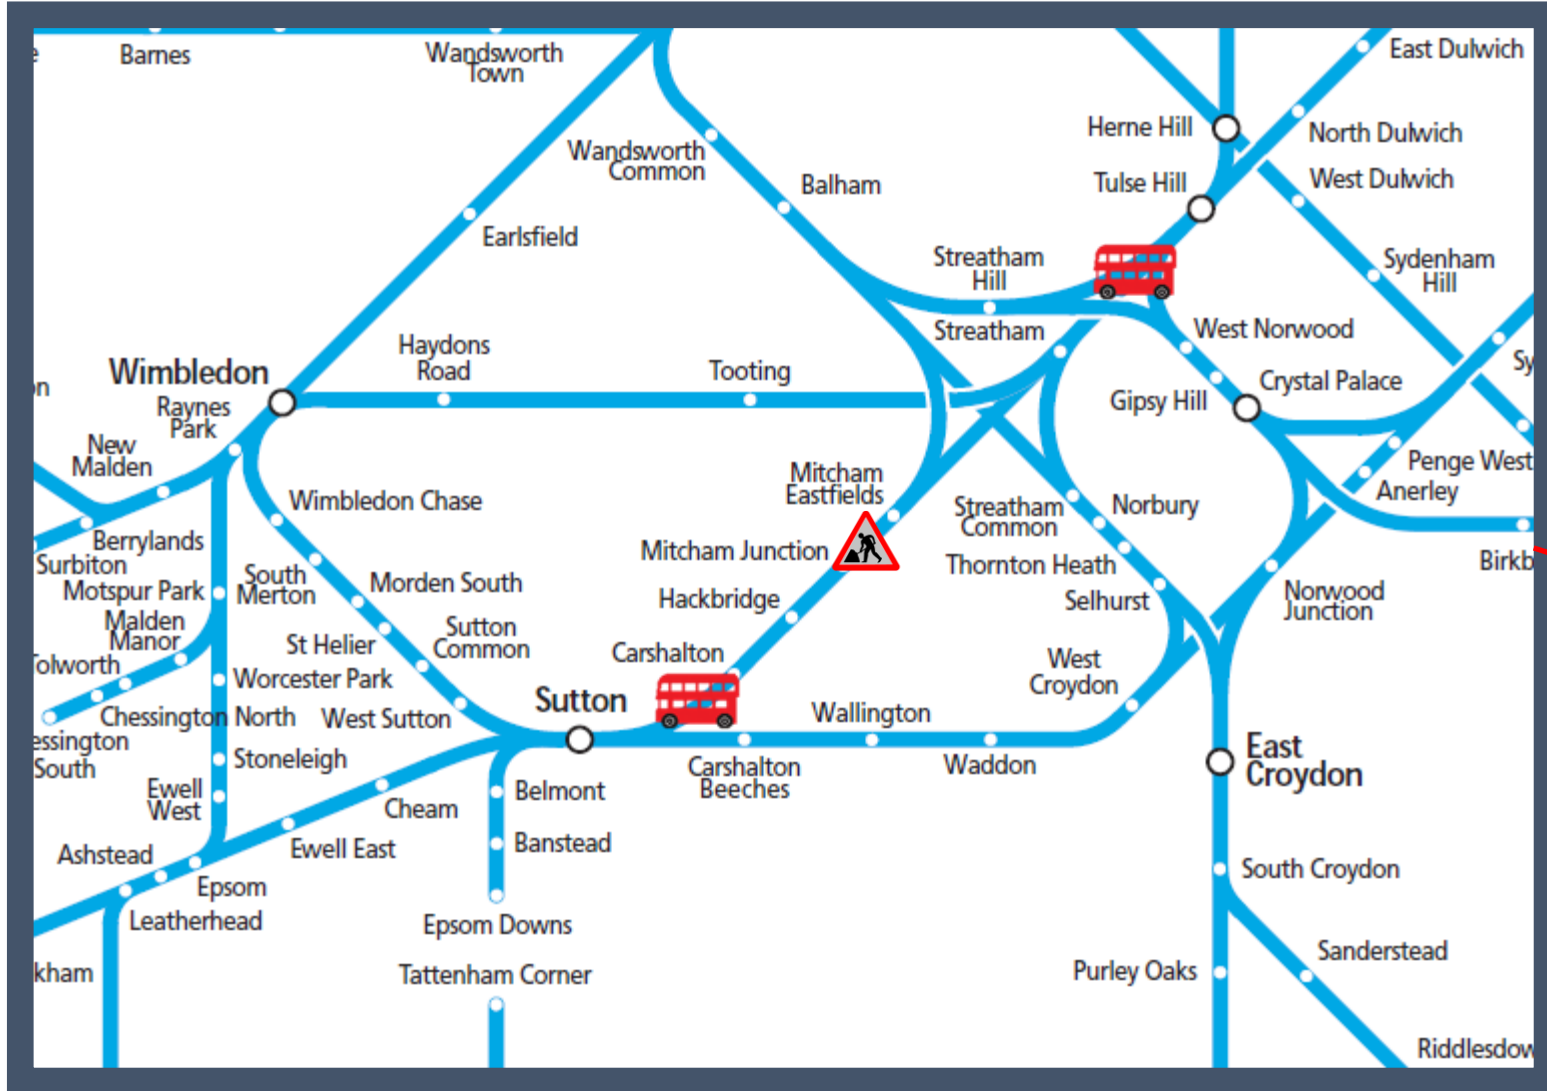 Barnes
Wandsworth
Town
East Dulwich
Herne Hill
North Dulwich
Wandsworth
Common
Balham
Tulse Hill
West Dulwich
Earlsfield
Streatham
Hill
Sydenham
Hill
Streatham
West Norwood
Haydons
Road
Tooting
Wimbledon
Raynes
Park
Crystal Palace
Gipsy Hill
New
Malden
Penge West
Anerley
Mitcham
Eastfields
Wimbledon Chase
Streatham
Common
Norbury
Berrylands
Surbiton
Mitcham Junction
Thornton Heath
Birkb
Motspur Park
South
Merton
Morden South
Hackbridge
Selhurst
Norwood
Junction
Malden
Manor
St Helier
Sutton
Common
Carshalton
West
Croydon
Tolworth
Worcester Park
Sutton
Chessington North
West Sutton
Wallington
essington
South
Stoneleigh
Carshalton
Beeches
Waddon
East
Croydon
Ewell
West
Belmont
Cheam
Banstead
Ewell East
Ashstead
Epsom
South Croydon
Leatherhead
Epsom Downs
Sanderstead
kham
Tattenham Corner
Purley Oaks
Riddlesdow